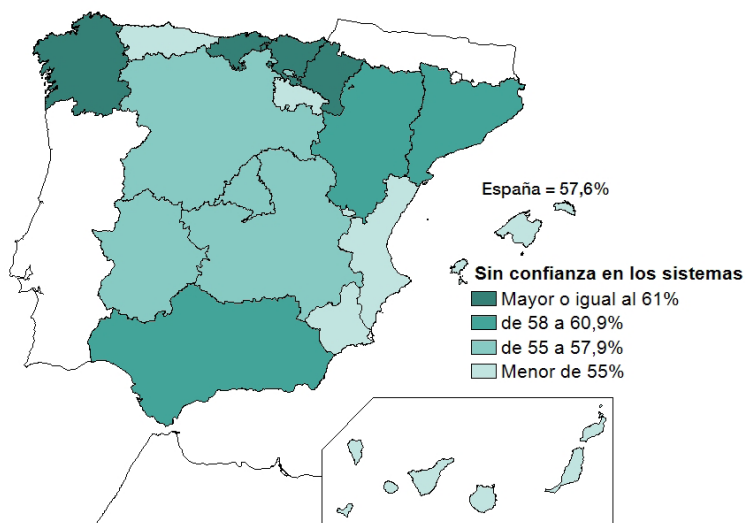 España = 57,6%
Sin confianza en los sistemas
Mayor o igual al 61%
de 58 a 60,9%
de 55 a 57,9%
Menor de 55%